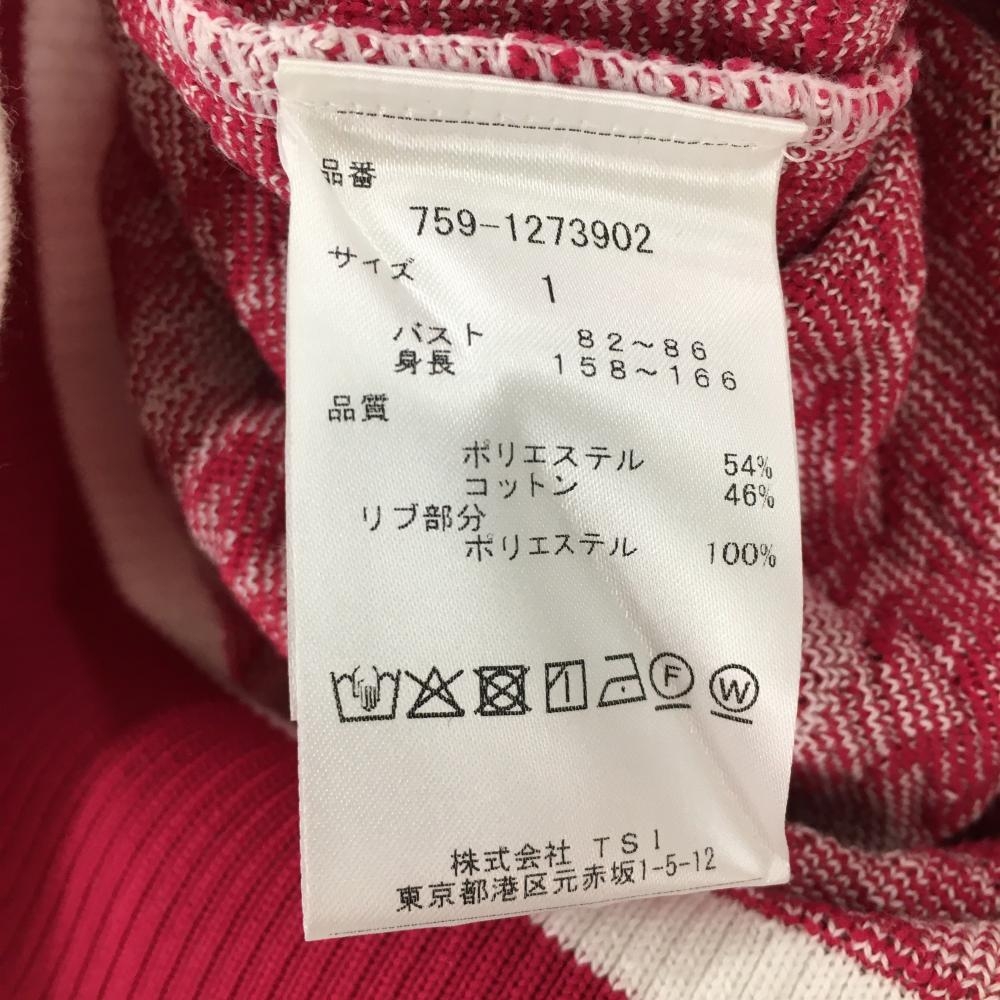 品番
759-1273902
サイズ
1
バスト 82～86
身長 158～166
品質
ポリエステル 54%
コットン 46%
リブ部分
ポリエステル 100%
F W
株式会社 TSI
東京都港区元赤坂1-5-12